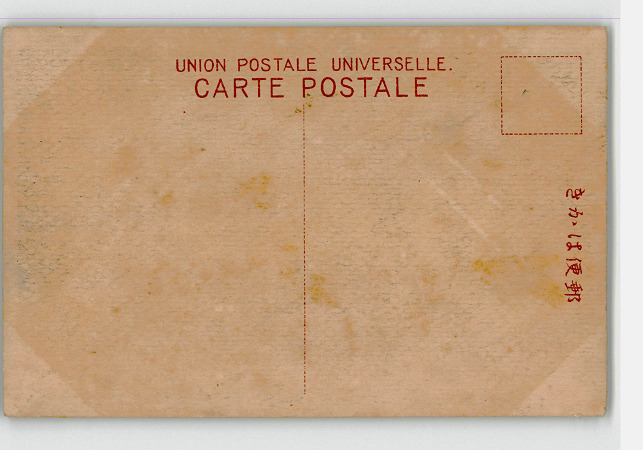 UNION POSTALE UNIVERSELLE.
CARTE POSTALE
きかは便郵